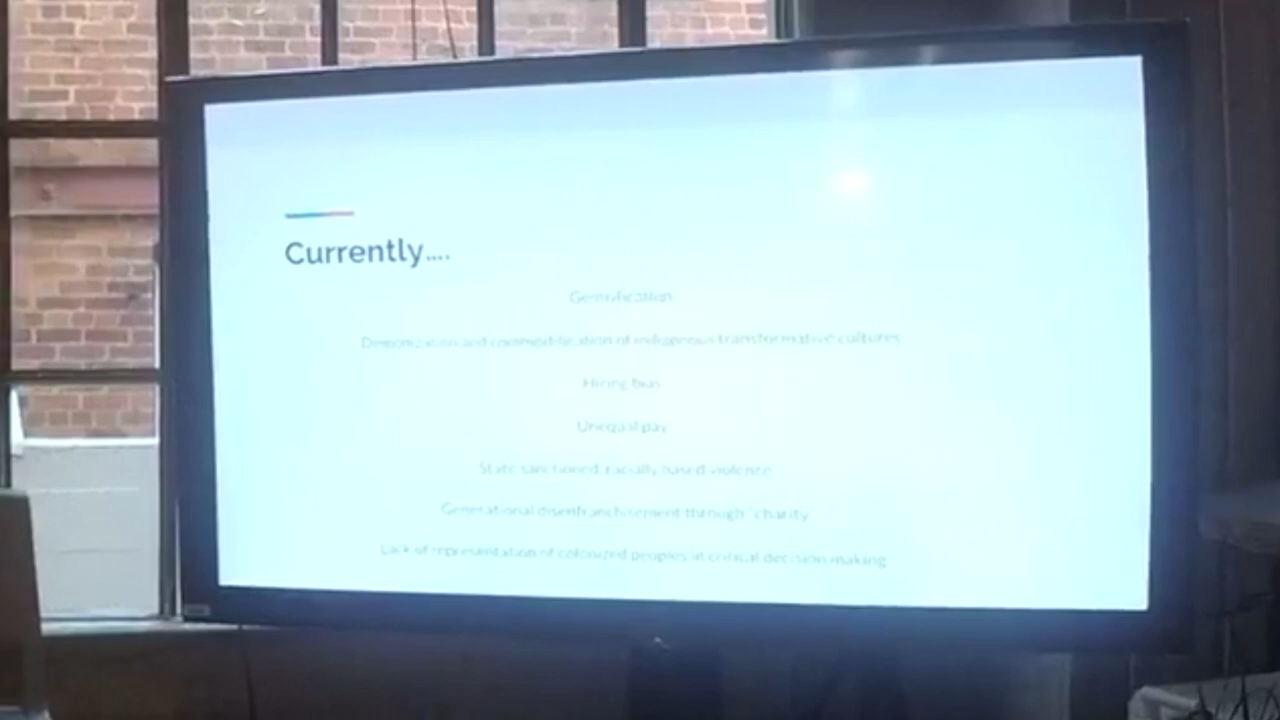 Currently....
Gentrification
Demonization and commodification of indigenous transformative cultures
Hiring bias
Unequal pay
State sanctioned, racially based violence
Generational disenfranchisement through "charity"
Lack of representation of colonized peoples in critical decision making